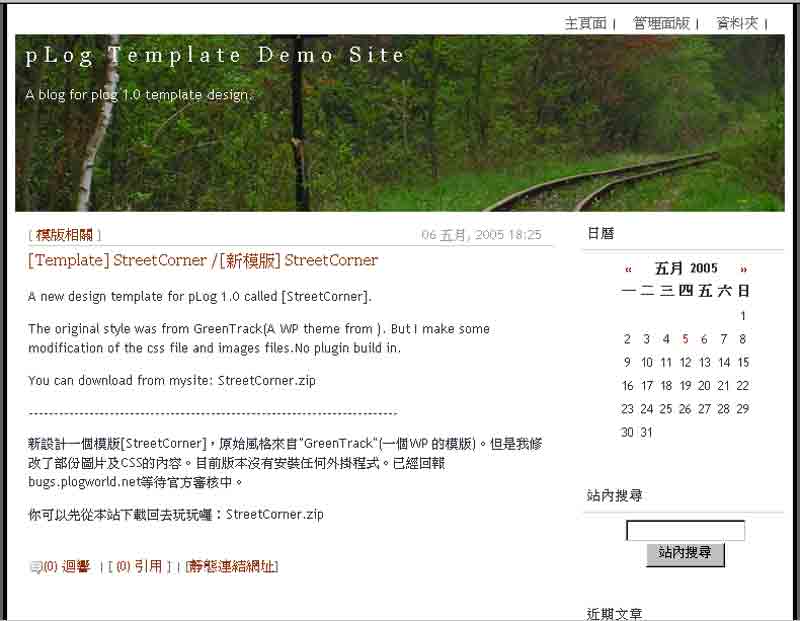 主頁面 | 管理面版 | 資料夾 |
pLog Template Demo Site
A blog for plog 1.0 template design.
[ 模版相關 ] 06 五月, 2005 18:25
[Template] StreetCorner /[新模版] StreetCorner
A new design template for pLog 1.0 called [StreetCorner].
The original style was from GreenTrack(A WP theme from ). But I make some
modification of the css file and images files.No plugin build in.
You can download from mysite: StreetCorner.zip
------------------------------------------------------------------------
新設計一個模版[StreetCorner]，原始風格來自"GreenTrack"(一個WP 的模版)。但是我修
改了部份圖片及CSS的內容。目前版本沒有安裝任何外掛程式。已經回報
bugs.plogworld.net等待官方審核中。
你可以先從本站下載回去玩玩囉：StreetCorner.zip
(0) 迴響 | [ (0) 引用 ] | [靜態連結網址]
日曆
« 五月 2005 »
一 二 三 四 五 六 日
1
2 3 4 5 6 7 8
9 10 11 12 13 14 15
16 17 18 19 20 21 22
23 24 25 26 27 28 29
30 31
站內搜尋
站內搜尋
近期文章